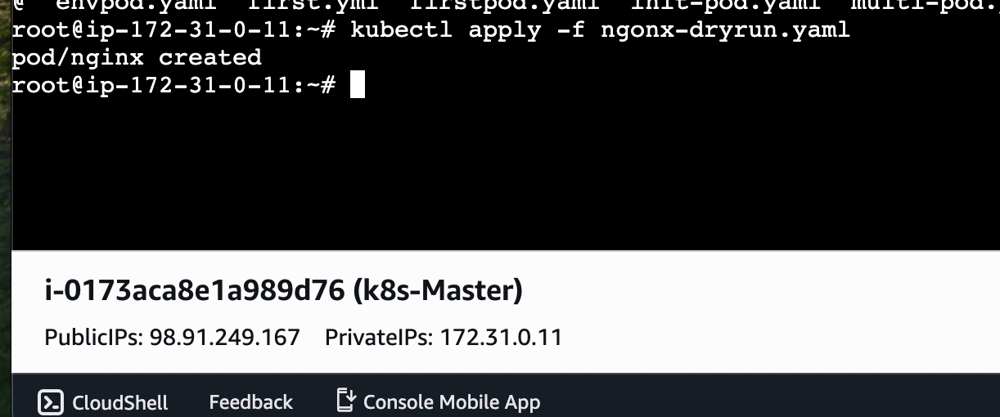 @  envpod.yaml  first.yml  firstpod.yaml  init-pod.yaml  multi-pod.
root@ip-172-31-0-11:~# kubectl apply -f ngonx-dryrun.yaml
pod/nginx created
root@ip-172-31-0-11:~#
i-0173aca8e1a989d76 (k8s-Master)
PublicIPs: 98.91.249.167    PrivateIPs: 172.31.0.11
CloudShell    Feedback    Console Mobile App